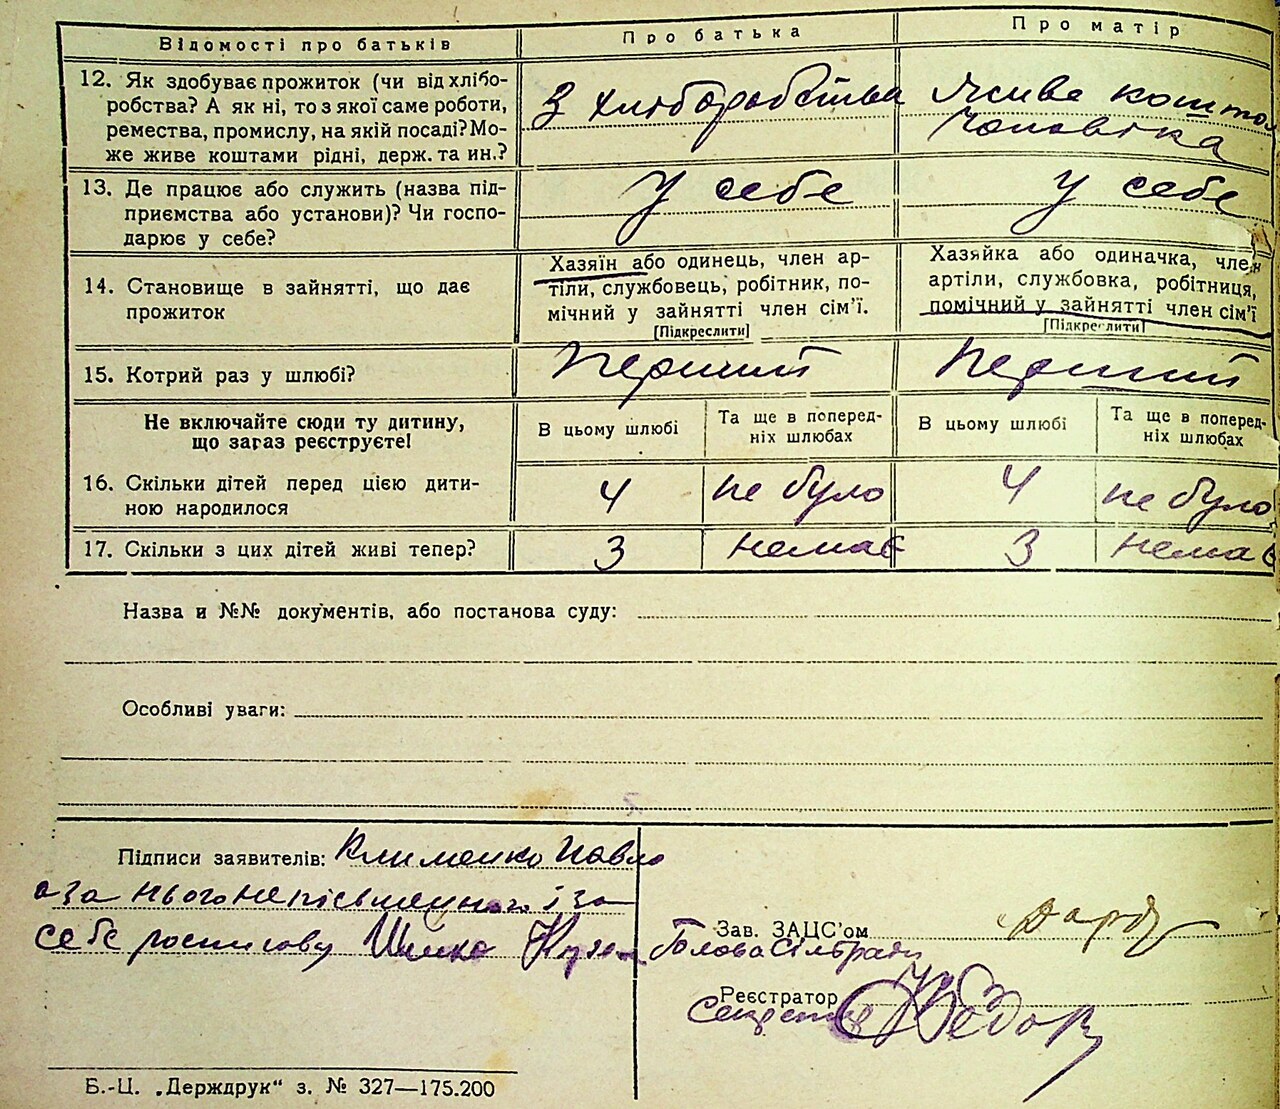 Відомості про батьків
Про батька
Про матір
12. Як здобуває прожиток (чи від хлібо-
робства? А як ні, то з якої саме роботи,
ремества, промислу, на якій посаді? Мо-
же живе коштами рідні, держ. та ин.?
З хліборобства
Живе коштом
чоловіка
13. Де працює або служить (назва під-
приємства або установи)? Чи госпо-
дарює у себе?
У себе
У себе
14. Становище в зайнятті, що дає
прожиток
Хазяїн або одинець, член ар-
тіли, службовець, робітник, по-
мічний у зайнятті член сім'ї.
[Підкреслити]
Хазяйка або одиначка, член
артіли, службовка, робітниця,
помічний у зайнятті член сім'ї
[Підкреслити]
15. Котрий раз у шлюбі?
Перший
Перший
Не включайте сюди ту дитину,
що загаз реєструєте!
В цьому шлюбі
Та ще в поперед-
ніх шлюбах
В цьому шлюбі
Та ще в поперед-
ніх шлюбах
16. Скільки дітей перед цією дити-
ною народилося
4
не було
4
не було
17. Скільки з цих дітей живі тепер?
3
немає
3
немає
Назва и №№ документів, або постанова суду:
Особливі уваги:
Підписи заявителів: Клименко Павло
а за нього неписьменного і за
себе росписову
Зав. ЗАЦС'ом
Голова Сільради
Реєстратор
Секретар
Б.-Ц. „Держдрук“ з. № 327—175.200